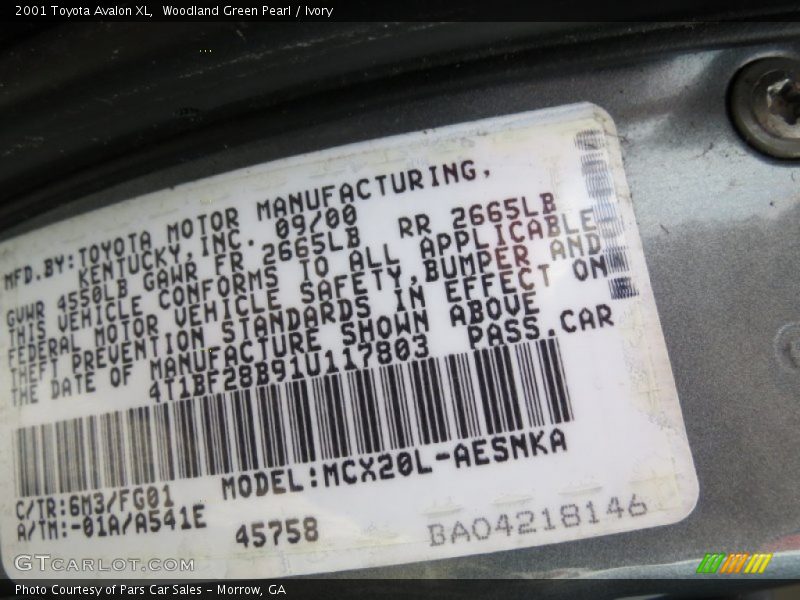 2001 Toyota Avalon XL,  Woodland Green Pearl / Ivory
MFD.BY:TOYOTA MOTOR MANUFACTURING,
KENTUCKY,INC. 09/00
GVWR 4550LB GAWR FR 2665LB RR 2665LB
THIS VEHICLE CONFORMS TO ALL APPLICABLE
FEDERAL MOTOR VEHICLE SAFETY,BUMPER AND
THEFT PREVENTION STANDARDS IN EFFECT ON
THE DATE OF MANUFACTURE SHOWN ABOVE
4T1BF28B91U117803 PASS.CAR
C/TR:6M3/FG01 MODEL:MCX20L-AESNKA
A/TM:-01A/A541E 45758 BA04218146
GTCARLOT.COM
Photo Courtesy of Pars Car Sales - Morrow, GA